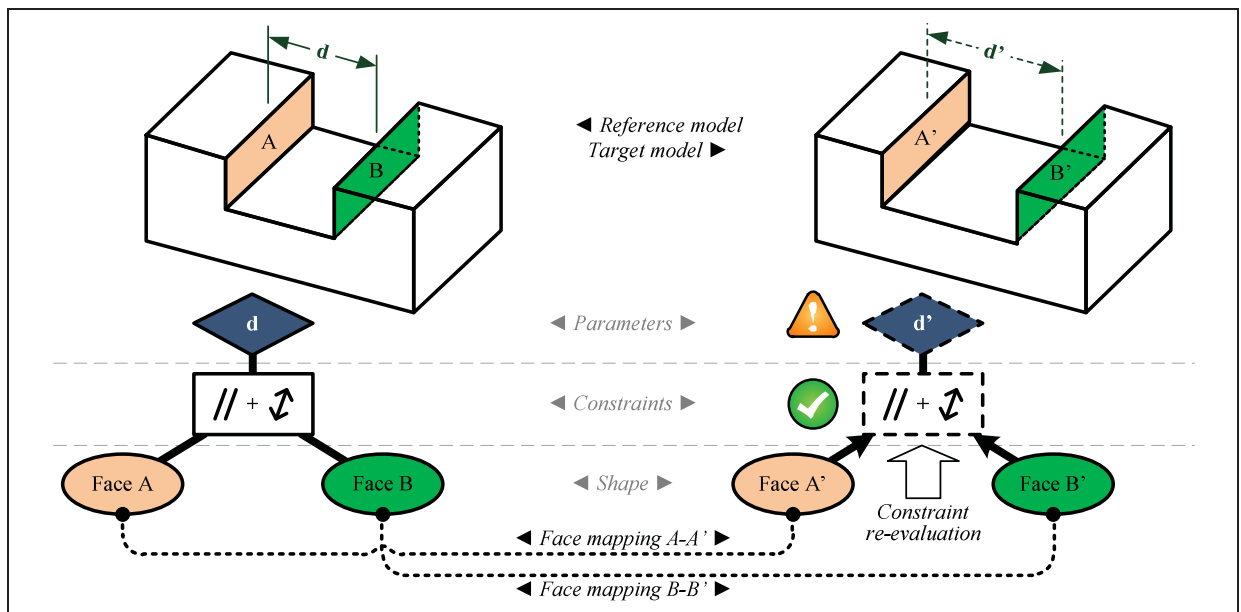 d
d’
A
B
◄ Reference model
Target model ►
A’
B’
d
◄ Parameters ►
!
d’
// +
◄ Constraints ►
// +
Face A
Face B
◄ Shape ►
Face A’
Face B’
Constraint
re-evaluation
◄ Face mapping A-A’ ►
◄ Face mapping B-B’ ►